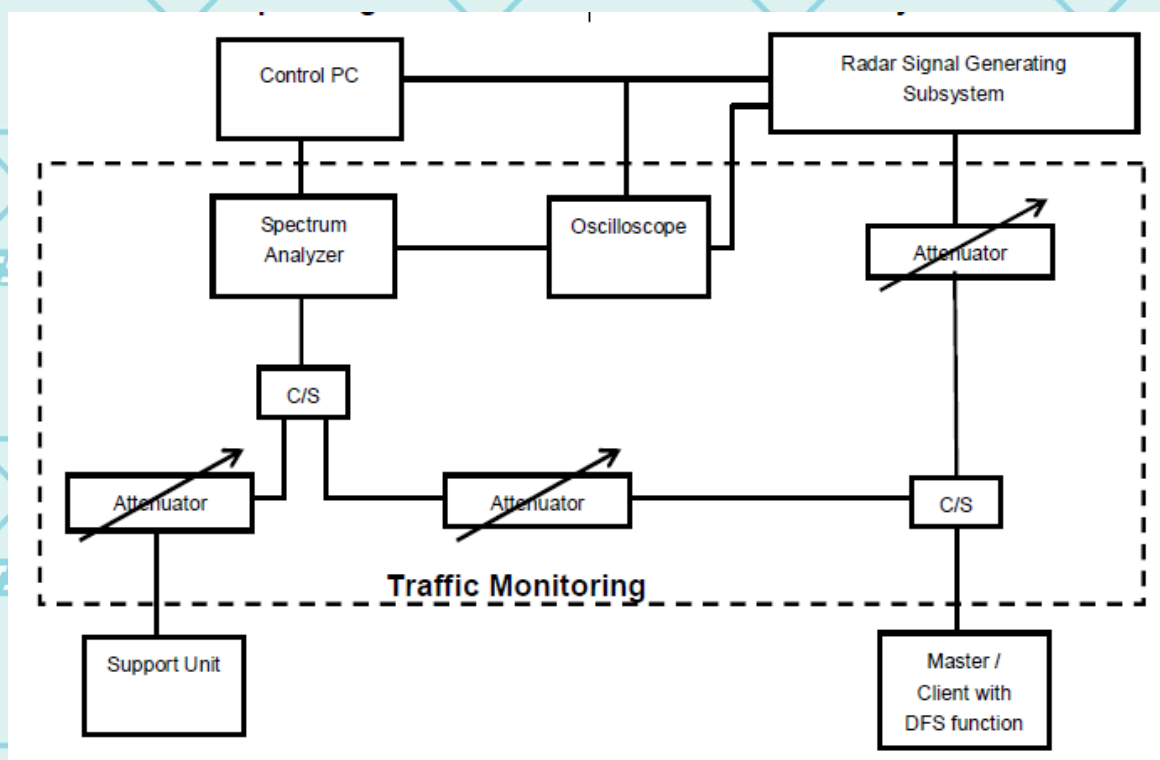 Control PC
Radar Signal Generating
Subsystem
Spectrum
Analyzer
Oscilloscope
Attenuator
C/S
Attenuator
Attenuator
C/S
Traffic Monitoring
Support Unit
Master /
Client with
DFS function